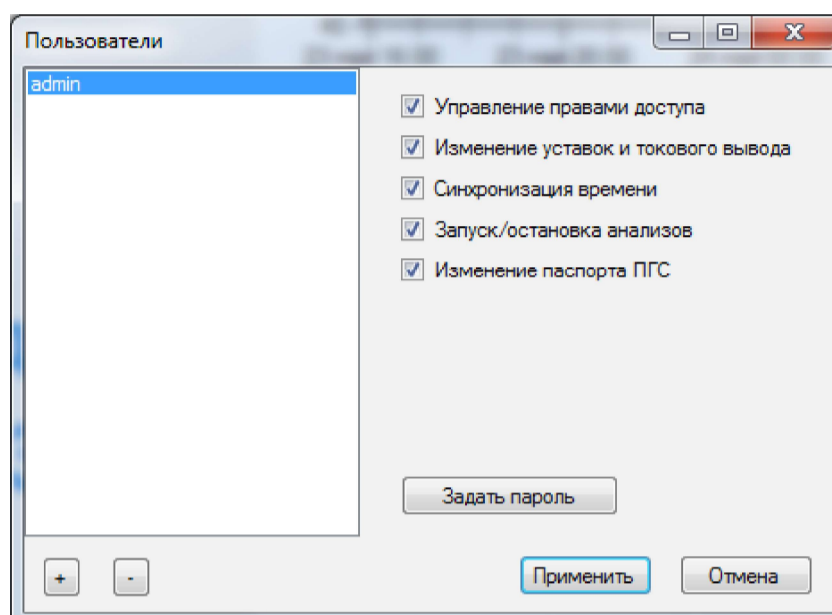 Пользователи
admin
Управление правами доступа
Изменение уставок и токового вывода
Синхронизация времени
Запуск/остановка анализов
Изменение паспорта ПГС
Задать пароль
+
-
Применить
Отмена